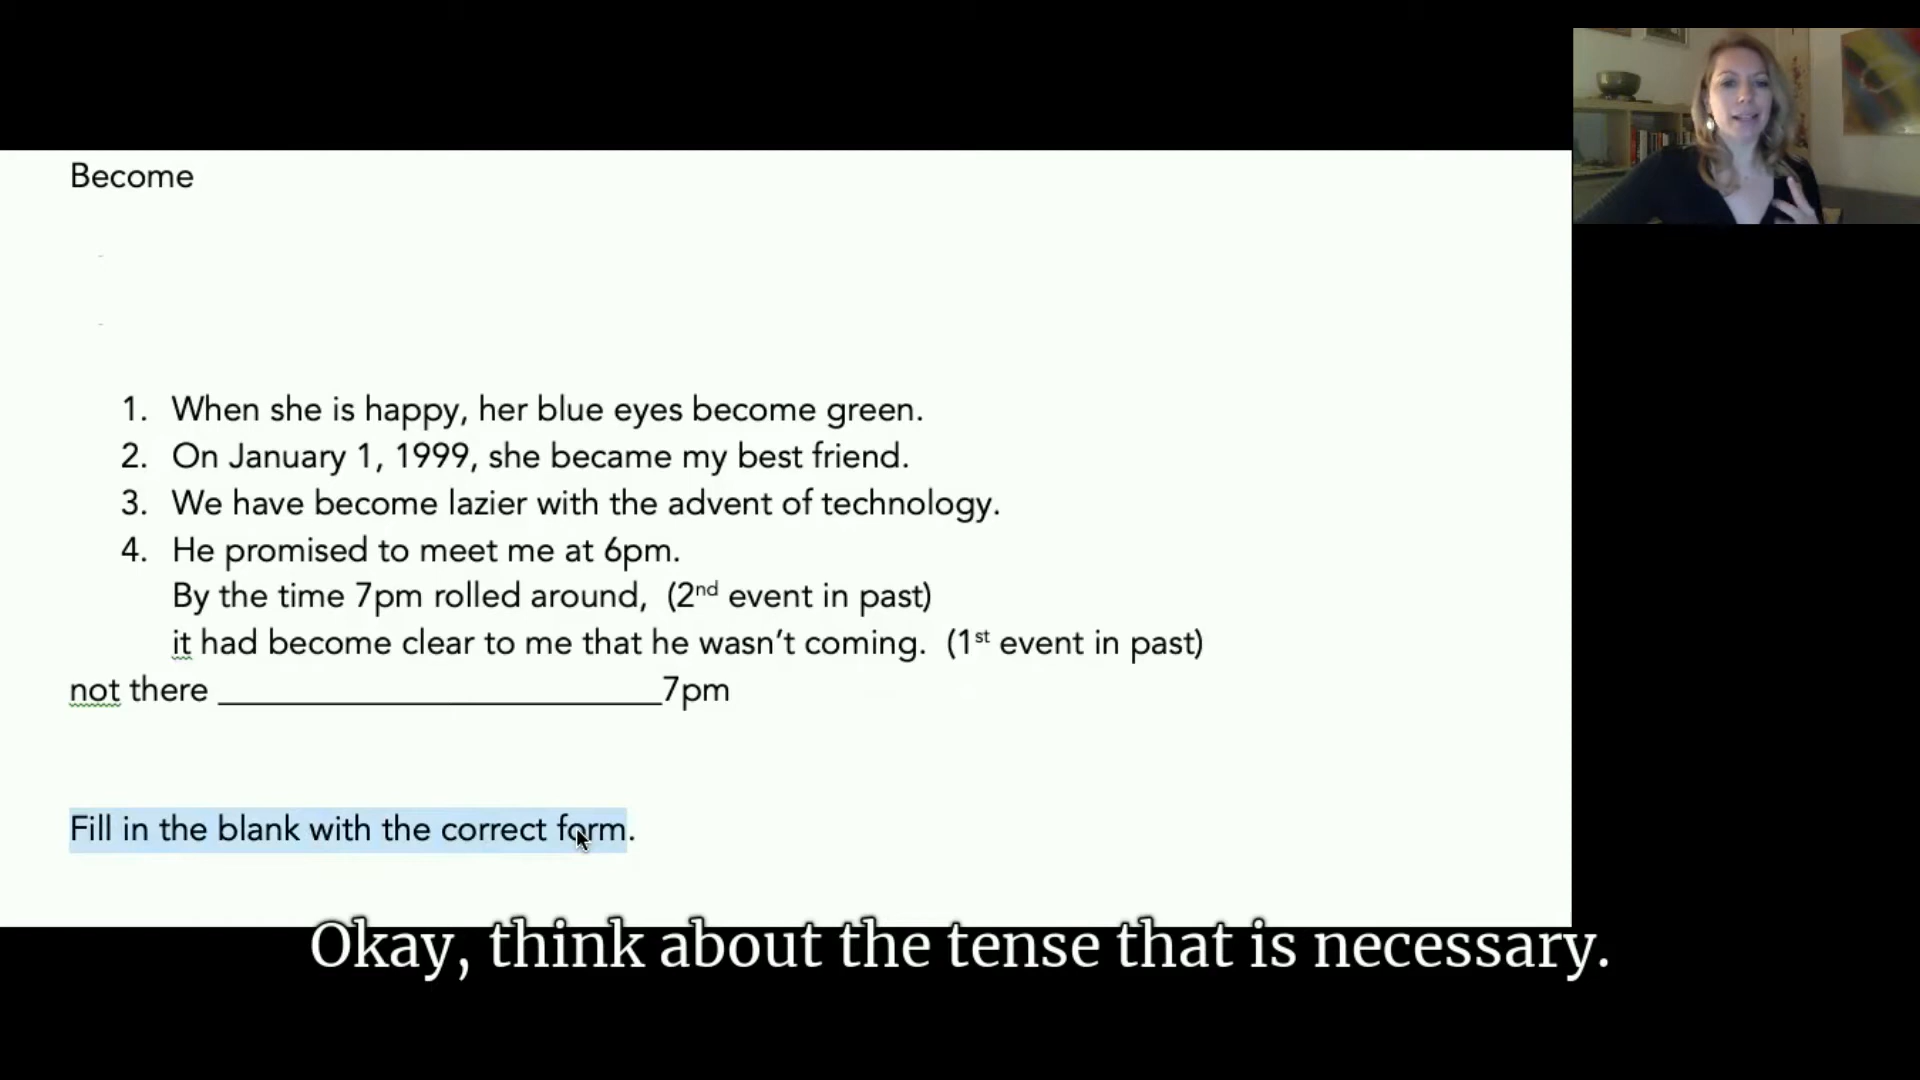 Become
-
-
1. When she is happy, her blue eyes become green.
2. On January 1, 1999, she became my best friend.
3. We have become lazier with the advent of technology.
4. He promised to meet me at 6pm.
By the time 7pm rolled around, (2nd event in past)
it had become clear to me that he wasn't coming. (1st event in past)
not there __________________________7pm
Fill in the blank with the correct form.
Okay, think about the tense that is necessary.